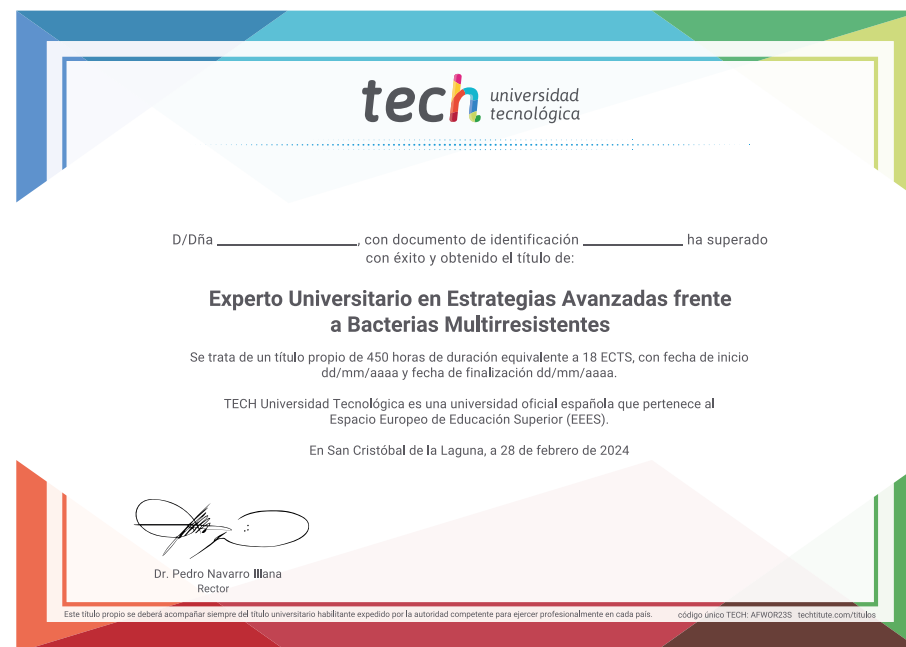 tech universidad
tecnológica
D/Dña ______________, con documento de identificación __________ ha superado
con éxito y obtenido el título de:
Experto Universitario en Estrategias Avanzadas frente
a Bacterias Multirresistentes
Se trata de un título propio de 450 horas de duración equivalente a 18 ECTS, con fecha de inicio
dd/mm/aaaa y fecha de finalización dd/mm/aaaa.
TECH Universidad Tecnológica es una universidad oficial española que pertenece al
Espacio Europeo de Educación Superior (EEES).
En San Cristóbal de la Laguna, a 28 de febrero de 2024
Dr. Pedro Navarro Illana
Rector
Este título propio se deberá acompañar siempre del título universitario habilitante expedido por la autoridad competente para ejercer profesionalmente en cada país. código único TECH: AFWOR23S techtitute.com/titulos